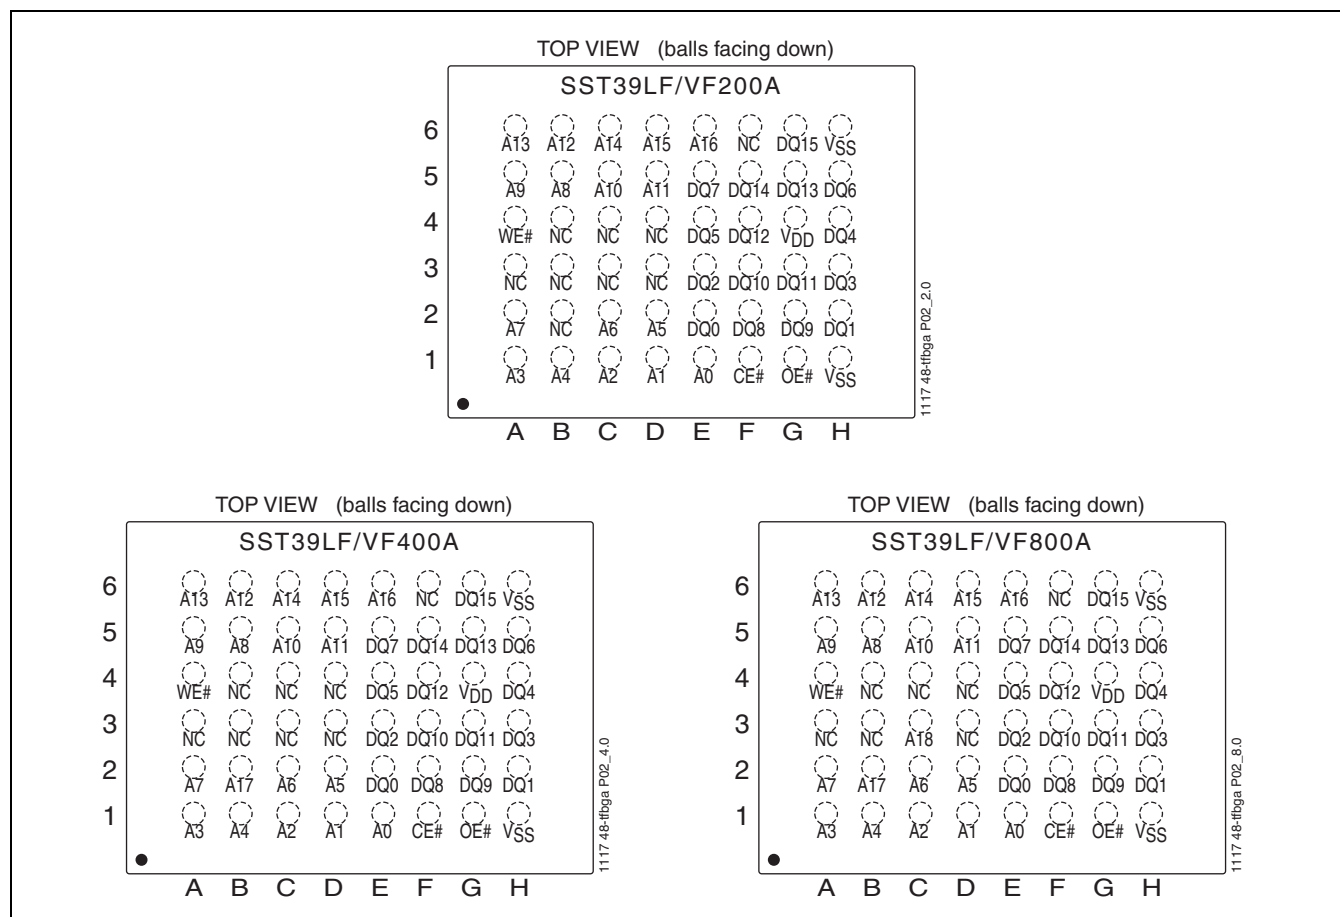 TOP VIEW (balls facing down)
SST39LF/VF200A
6 A13 A12 A14 A15 A16 NC DQ15 VSS
5 A9 A8 A10 A11 DQ7 DQ14 DQ13 DQ6
4 WE# NC NC NC DQ5 DQ12 VDD DQ4
3 NC NC NC NC DQ2 DQ10 DQ11 DQ3
2 A7 NC A6 A5 DQ0 DQ8 DQ9 DQ1
1 A3 A4 A2 A1 A0 CE# OE# VSS
A B C D E F G H
1117 48-tfbga P02_2.0
TOP VIEW (balls facing down)
SST39LF/VF400A
6 A13 A12 A14 A15 A16 NC DQ15 VSS
5 A9 A8 A10 A11 DQ7 DQ14 DQ13 DQ6
4 WE# NC NC NC DQ5 DQ12 VDD DQ4
3 NC NC NC NC DQ2 DQ10 DQ11 DQ3
2 A7 A17 A6 A5 DQ0 DQ8 DQ9 DQ1
1 A3 A4 A2 A1 A0 CE# OE# VSS
A B C D E F G H
1117 48-tfbga P02_4.0
TOP VIEW (balls facing down)
SST39LF/VF800A
6 A13 A12 A14 A15 A16 NC DQ15 VSS
5 A9 A8 A10 A11 DQ7 DQ14 DQ13 DQ6
4 WE# NC NC NC DQ5 DQ12 VDD DQ4
3 NC NC A18 NC DQ2 DQ10 DQ11 DQ3
2 A7 A17 A6 A5 DQ0 DQ8 DQ9 DQ1
1 A3 A4 A2 A1 A0 CE# OE# VSS
A B C D E F G H
1117 48-tfbga P02_8.0